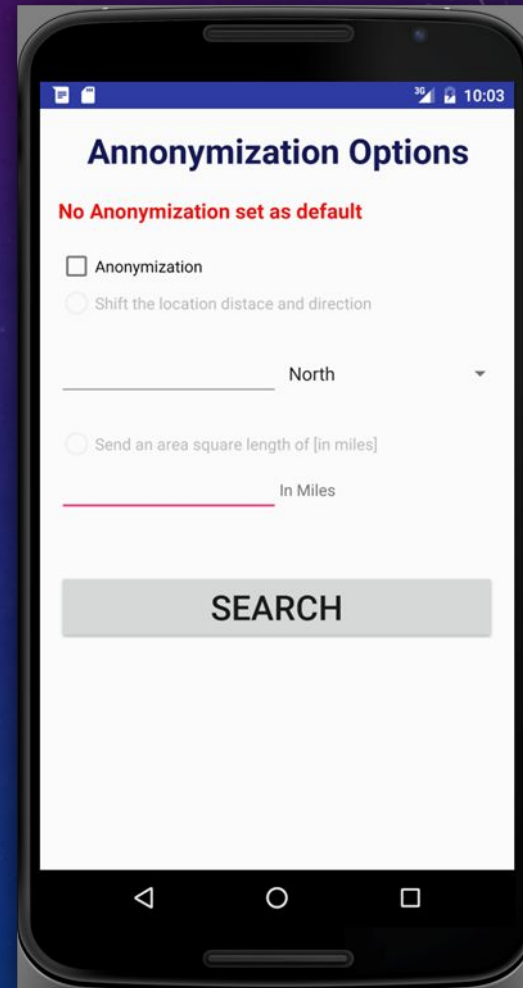 3G 10:03
Annonymization Options
No Anonymization set as default
Anonymization
Shift the location distace and direction
North
Send an area square length of [in miles]
In Miles
SEARCH